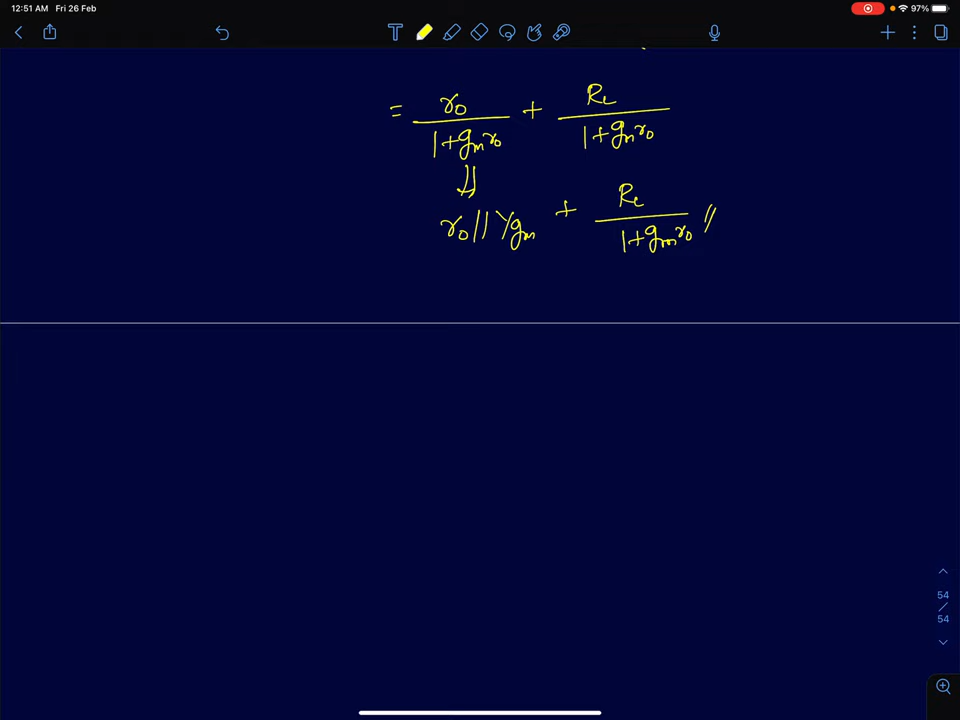 12:51 AM Fri 26 Feb
97%
T
= r₀ / (1+gₘr₀) + R_L / (1+gₘr₀)
⇓
r₀ || 1/gₘ + R_L / (1+gₘr₀) //
54
/
54